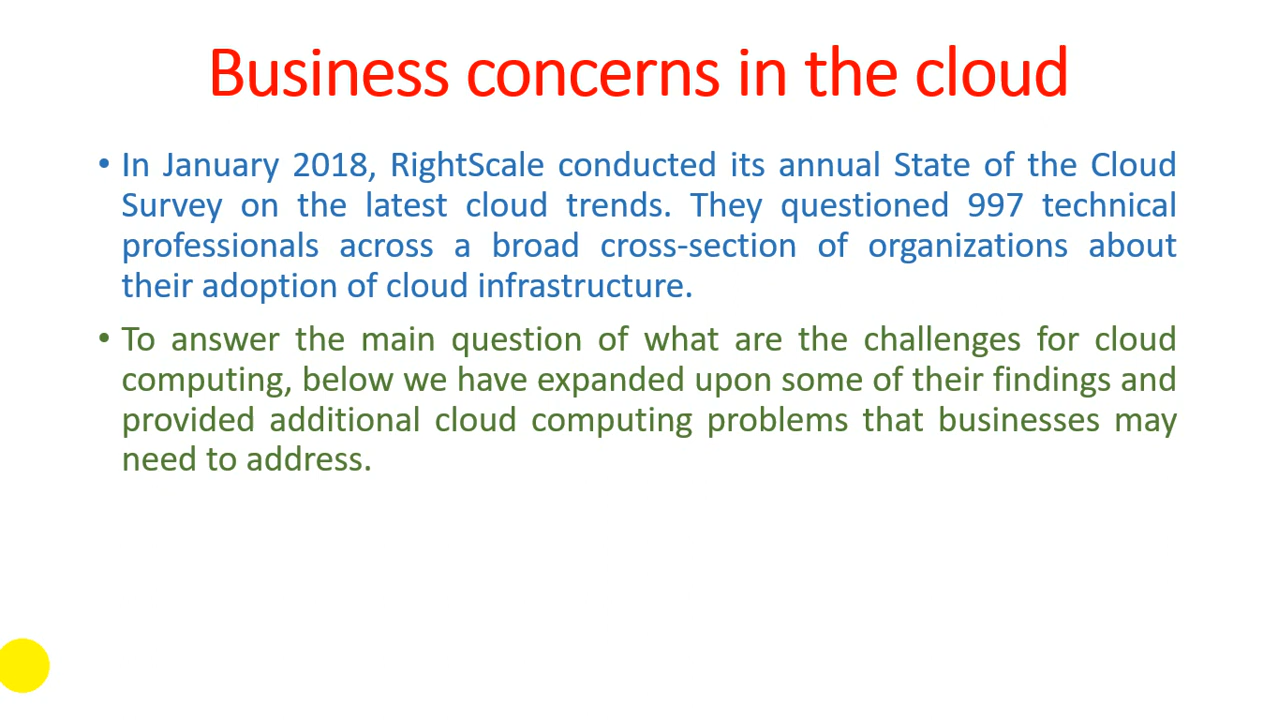 Business concerns in the cloud
• In January 2018, RightScale conducted its annual State of the Cloud
Survey on the latest cloud trends. They questioned 997 technical
professionals across a broad cross-section of organizations about
their adoption of cloud infrastructure.
• To answer the main question of what are the challenges for cloud
computing, below we have expanded upon some of their findings and
provided additional cloud computing problems that businesses may
need to address.